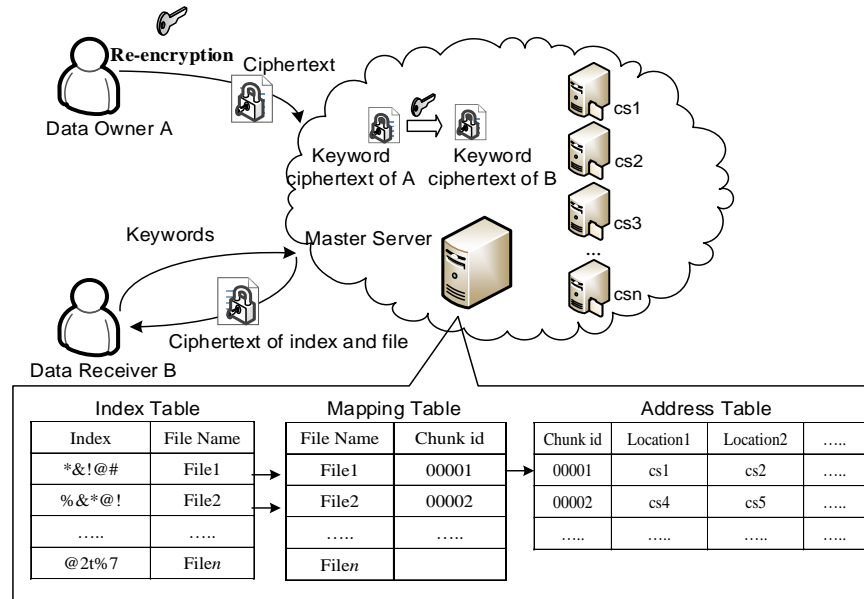 Re-encryption
Ciphertext
Data Owner A
Keyword
ciphertext of A
Keyword
ciphertext of B
cs1
cs2
cs3
...
csn
Keywords
Master Server
Ciphertext of index and file
Data Receiver B
Index Table
Index File Name
*&!@# File1
%&*@! File2
….. …..
@2t%7 Filen
Mapping Table
File Name Chunk id
File1 00001
File2 00002
….. …..
Filen
Address Table
Chunk id Location1 Location2 …..
00001 cs1 cs2 …..
00002 cs4 cs5 …..
….. ….. ….. …..